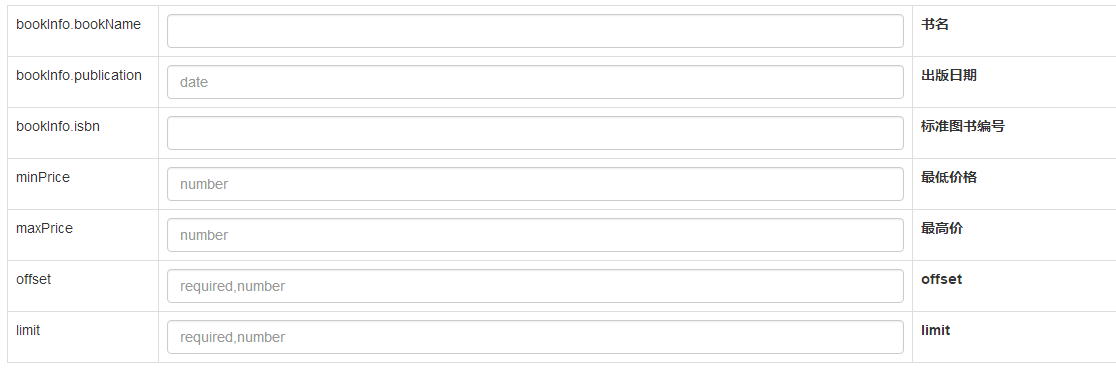 bookInfo.bookName 书名
bookInfo.publication date 出版日期
bookInfo.isbn 标准图书编号
minPrice number 最低价格
maxPrice number 最高价
offset required,number offset
limit required,number limit